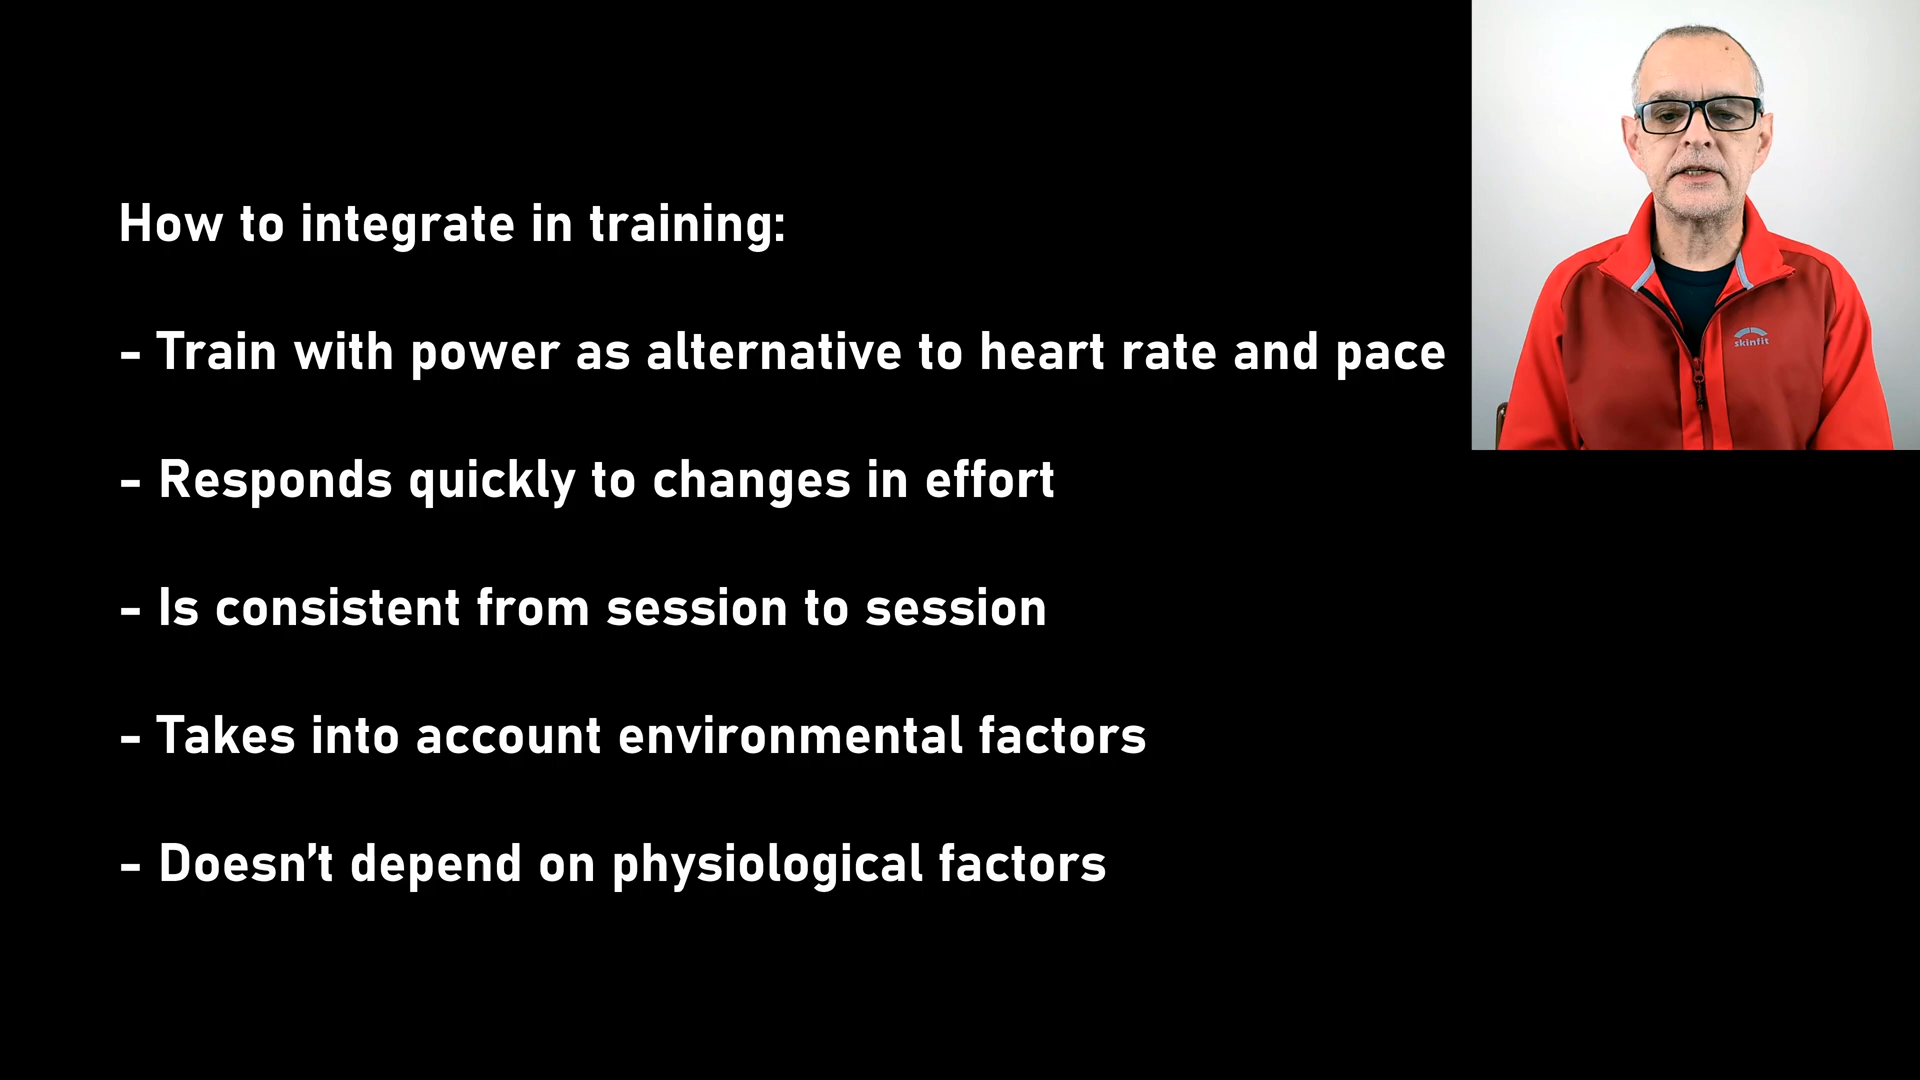 How to integrate in training:
- Train with power as alternative to heart rate and pace
- Responds quickly to changes in effort
- Is consistent from session to session
- Takes into account environmental factors
- Doesn't depend on physiological factors
skinfit